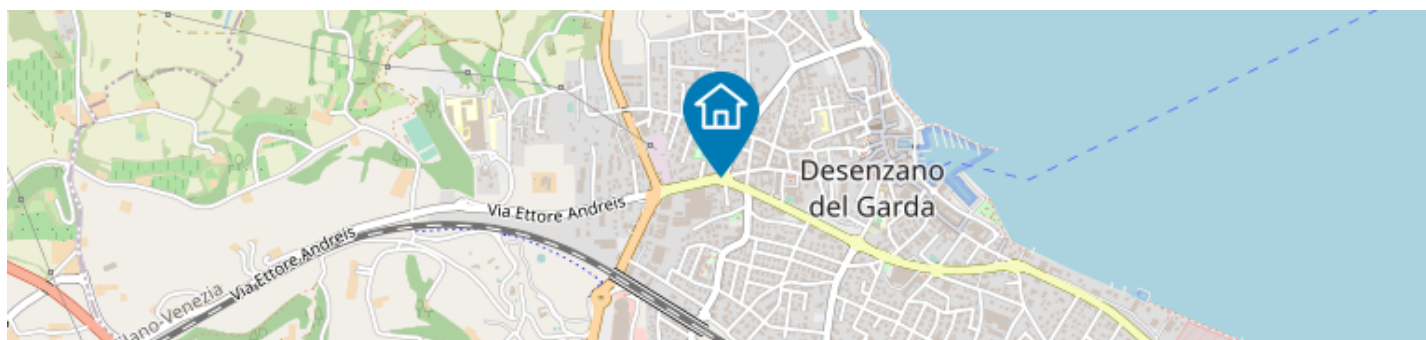 Desenzano
del Garda
Via Ettore Andreis
Via Ettore Andreis
lano-Venezia